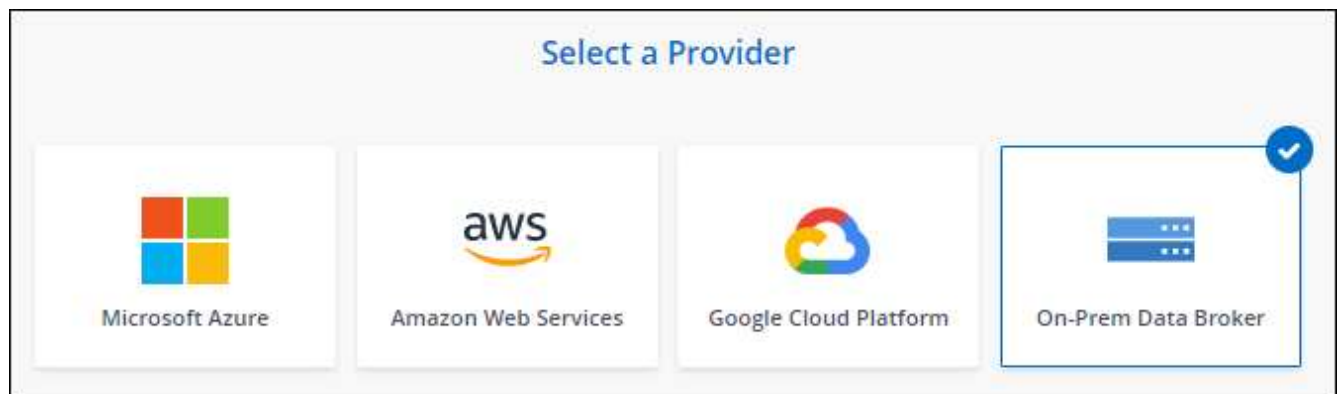 Select a Provider
aws
Microsoft Azure
Amazon Web Services
Google Cloud Platform
On-Prem Data Broker